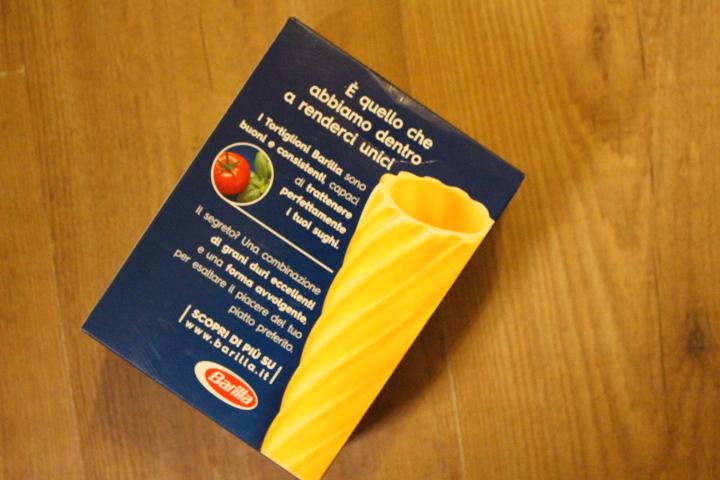 È quello che
abbiamo dentro
a renderci unici
I Tortiglioni Barilla sono
buoni e consistenti, capaci
di trattenere
perfettamente
i tuoi sughi.
Il segreto? Una combinazione
di grani duri eccellenti
e una forma avvolgente,
per esaltare il piacere del tuo
piatto preferito.
SCOPRI DI PIÙ SU
www.barilla.it
Barilla